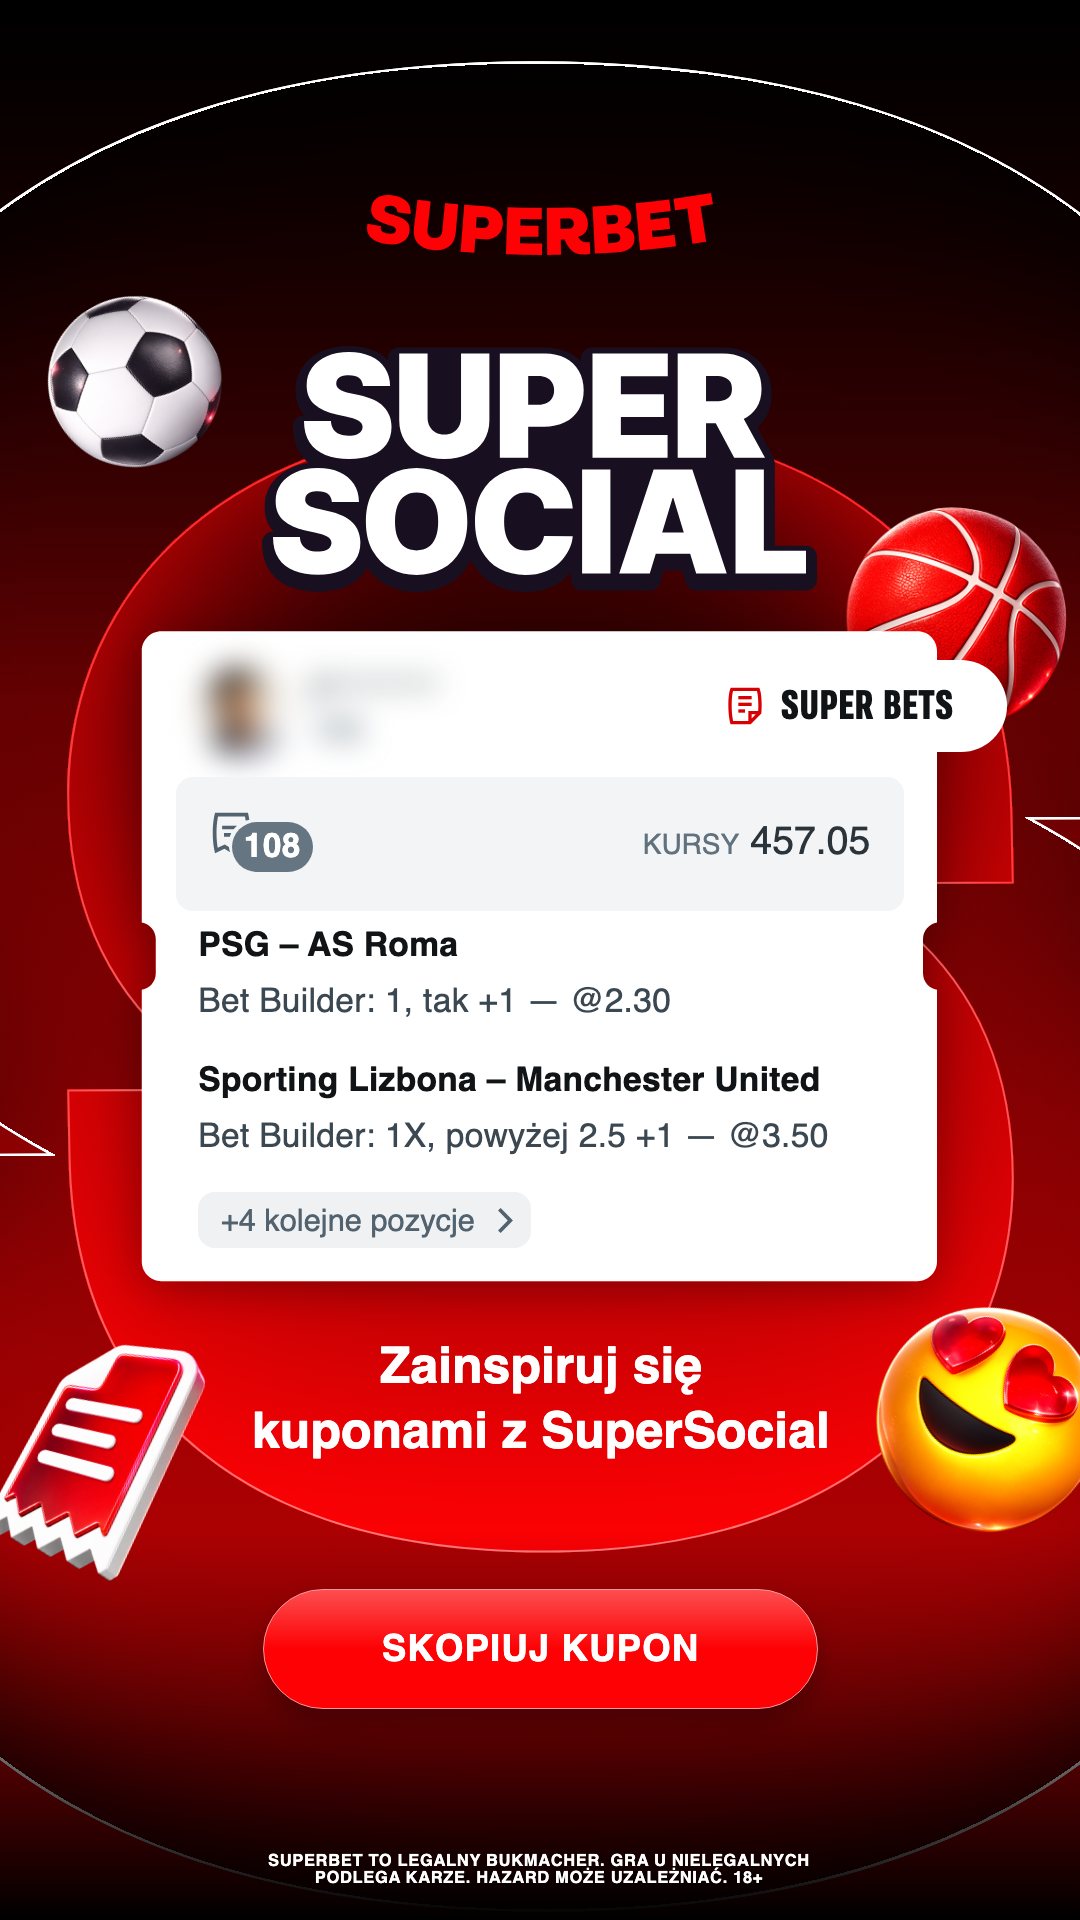 SUPERBET
SUPER
SOCIAL
SUPER BETS
108
KURSY 457.05
PSG – AS Roma
Bet Builder: 1, tak +1 — @2.30
Sporting Lizbona – Manchester United
Bet Builder: 1X, powyżej 2.5 +1 — @3.50
+4 kolejne pozycje
Zainspiruj się
kuponami z SuperSocial
SKOPIUJ KUPON
SUPERBET TO LEGALNY BUKMACHER. GRA U NIELEGALNYCH
PODLEGA KARZE. HAZARD MOŻE UZALEŻNIAĆ. 18+